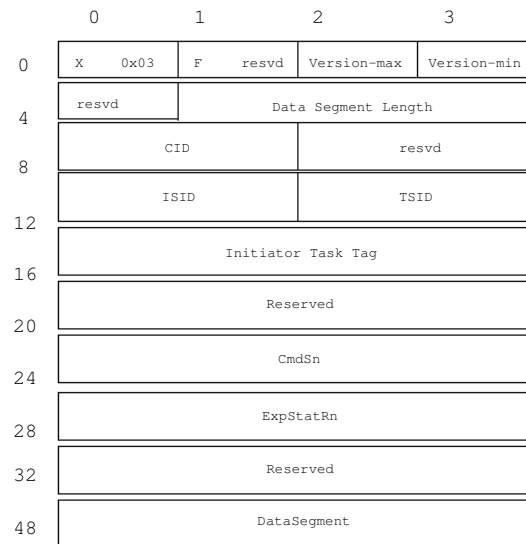 0 1 2 3
0 X 0x03 F resvd Version-max Version-min
resvd Data Segment Length
4
CID resvd
8
ISID TSID
12
Initiator Task Tag
16
Reserved
20
CmdSn
24
ExpStatRn
28
Reserved
32
DataSegment
48